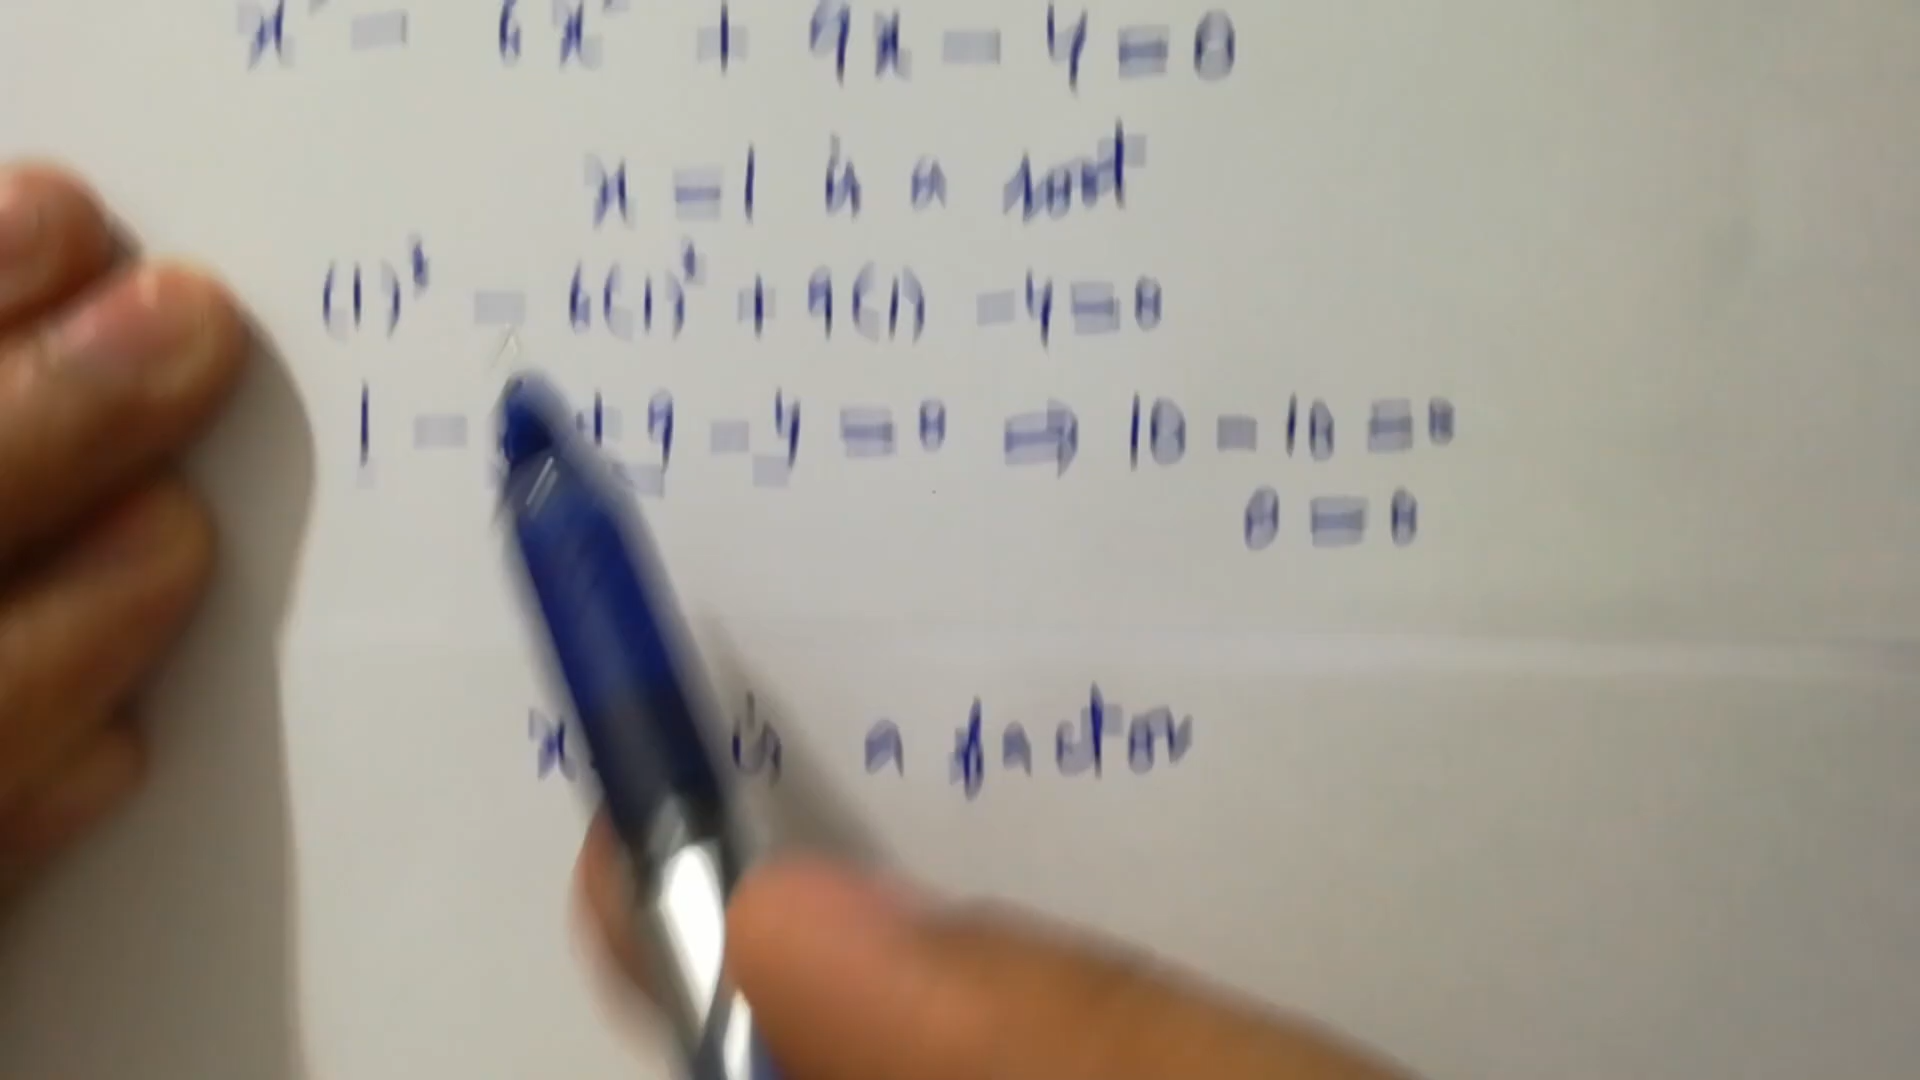 x³ - 6x² + 9x - 4 = 0
x = 1 is a root
(1)³ - 6(1)² + 9(1) - 4 = 0
1 - + 9 - 4 = 0 ⇒ 10 - 10 = 0
0 = 0
x is a factor